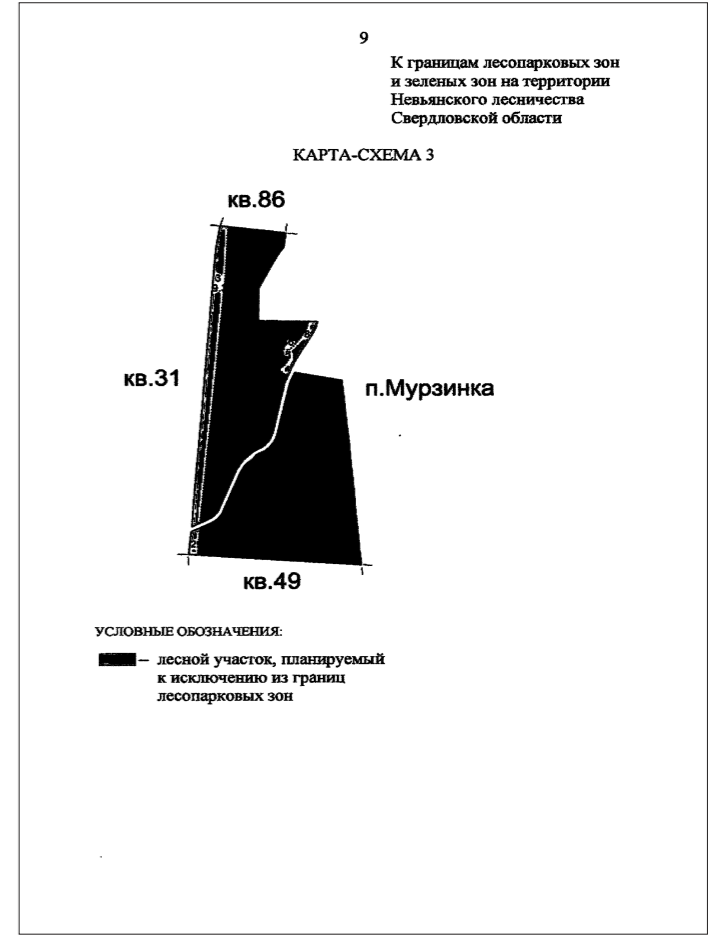 9
К границам лесопарковых зон
и зеленых зон на территории
Невьянского лесничества
Свердловской области
КАРТА-СХЕМА 3
кв.86
кв.31
п.Мурзинка
кв.49
УСЛОВНЫЕ ОБОЗНАЧЕНИЯ:
– лесной участок, планируемый
к исключению из границ
лесопарковых зон